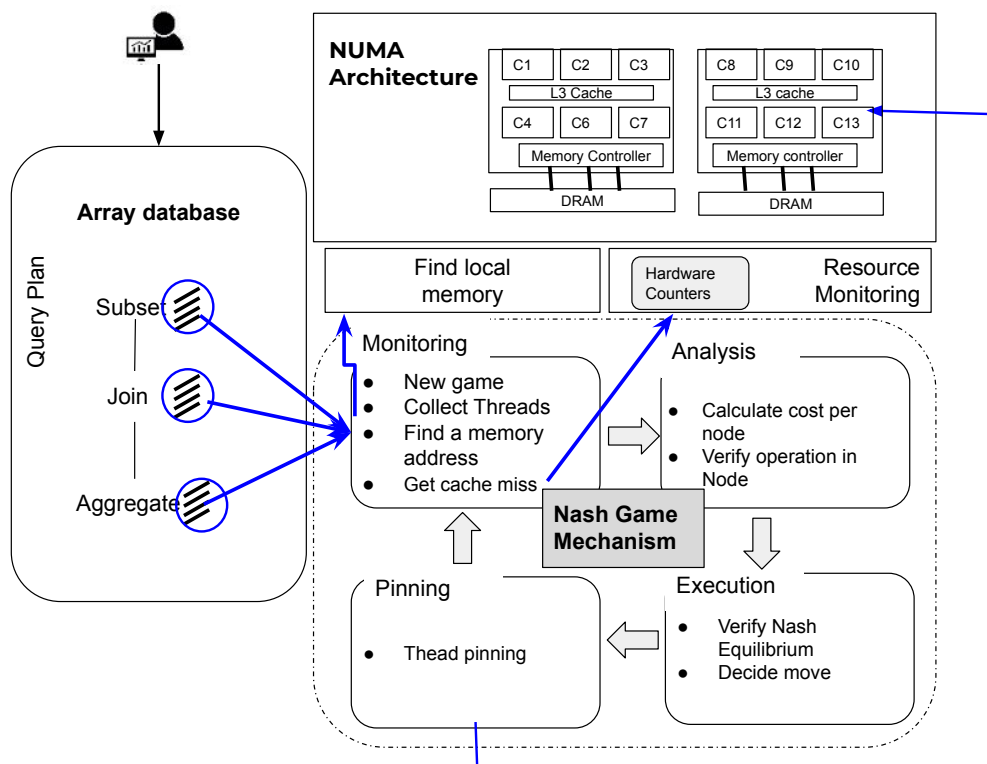 NUMA
Architecture
C1
C2
C3
L3 Cache
C4
C6
C7
Memory Controller
DRAM
C8
C9
C10
L3 cache
C11
C12
C13
Memory controller
DRAM
Array database
Query Plan
Subset
Join
Aggregate
Find local
memory
Hardware
Counters
Resource
Monitoring
Monitoring
● New game
● Collect Threads
● Find a memory
address
● Get cache miss
Analysis
● Calculate cost per
node
● Verify operation in
Node
Nash Game
Mechanism
Pinning
● Thead pinning
Execution
● Verify Nash
Equilibrium
● Decide move